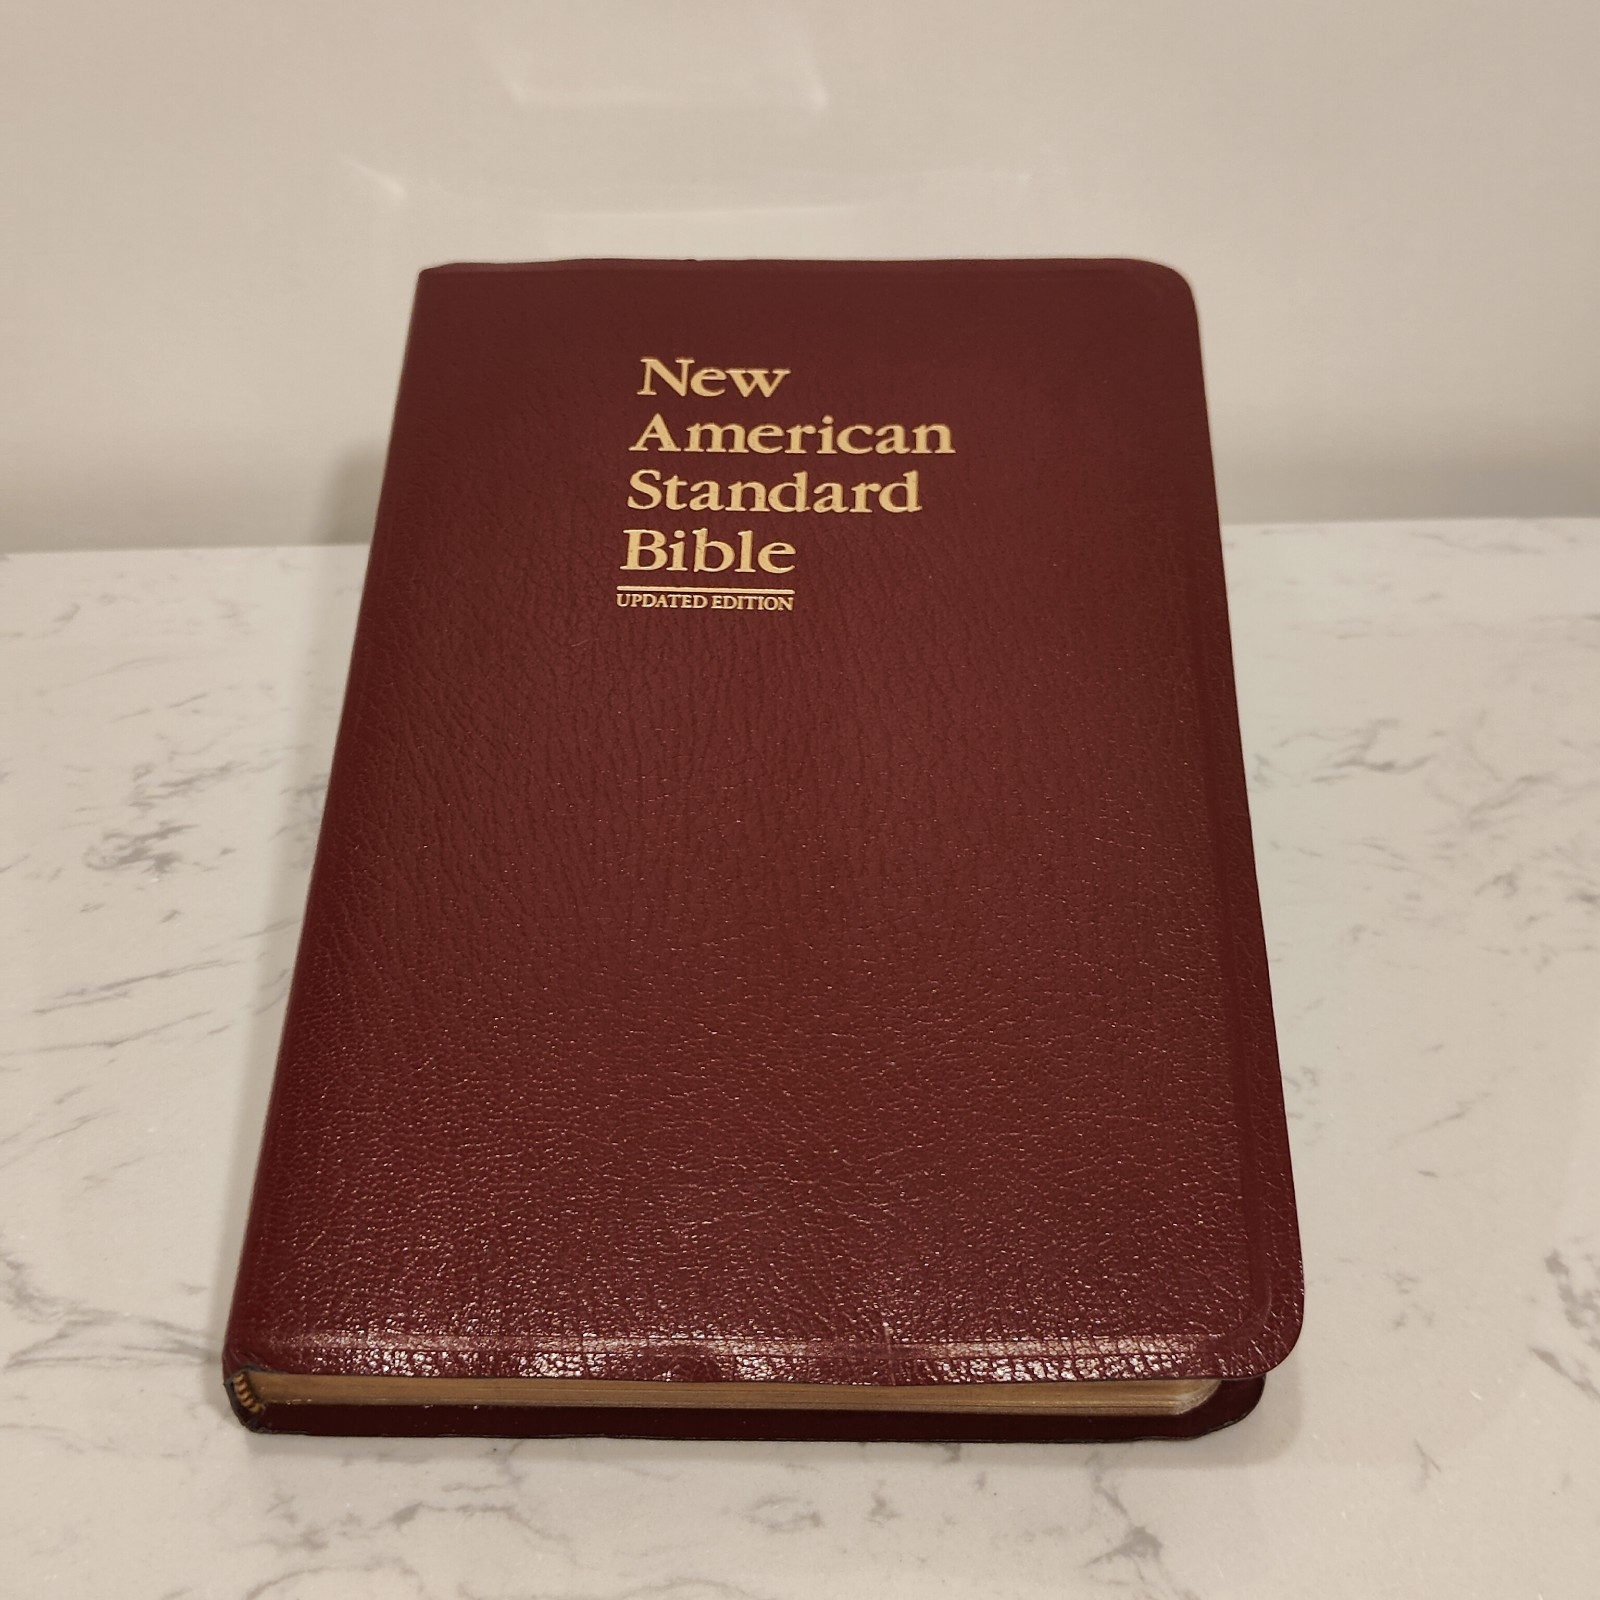 New
American
Standard
Bible
UPDATED EDITION